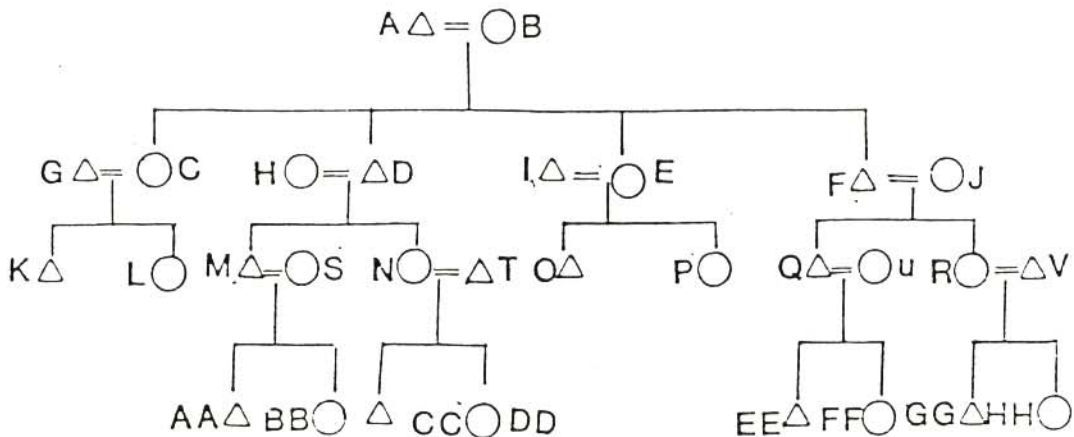 A B
G C H D I E F J
K L M S N T O P Q u R V
AA BB CC DD EE FF GG HH